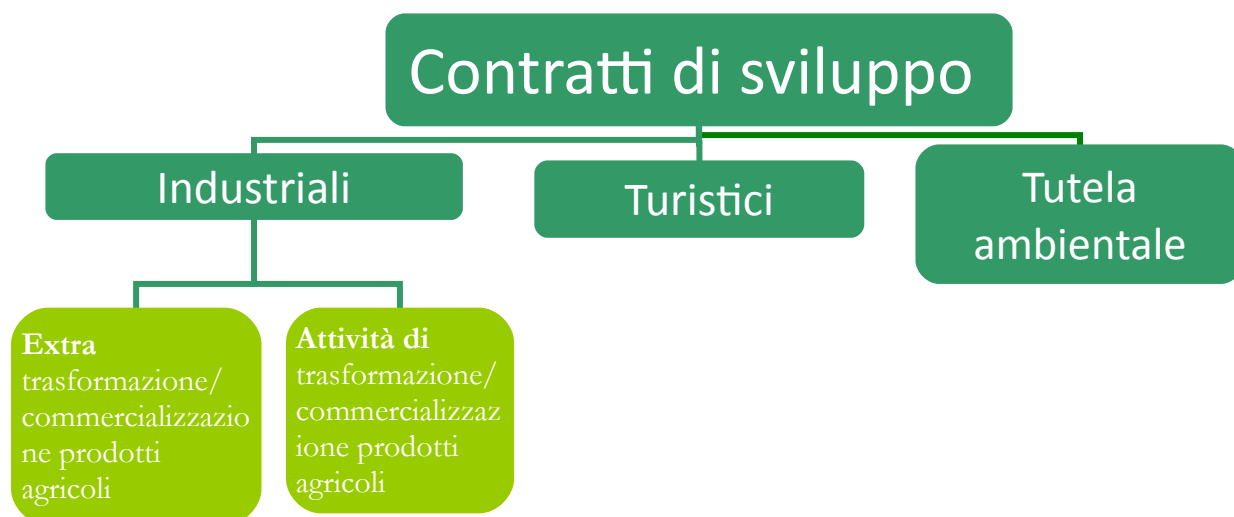 Contratti di sviluppo
Industriali
Turistici
Tutela
ambientale
Extra
trasformazione/
commercializzazio
ne prodotti
agricoli
Attività di
trasformazione/
commercializzaz
ione prodotti
agricoli